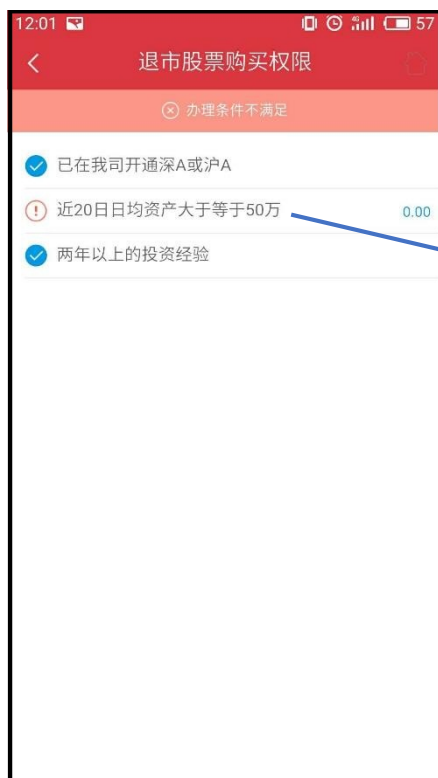 12:01 57
退市股票购买权限
办理条件不满足
已在我司开通深A或沪A
近20日日均资产大于等于50万 0.00
两年以上的投资经验